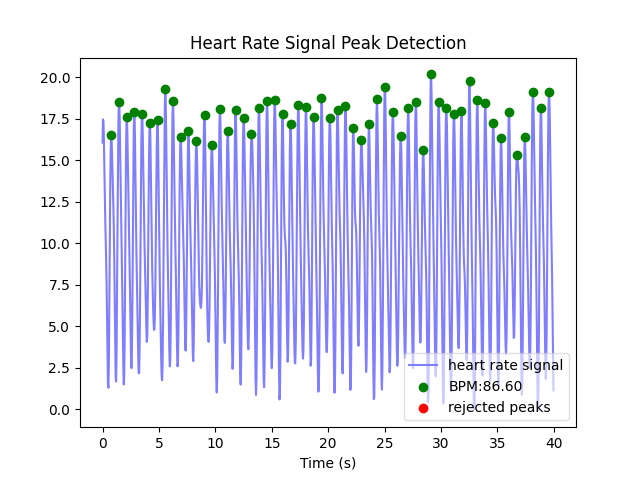 Heart Rate Signal Peak Detection
20.0
17.5
15.0
12.5
10.0
7.5
5.0
2.5
0.0
heart rate signal
BPM:86.60
rejected peaks
0 5 10 15 20 25 30 35 40
Time (s)